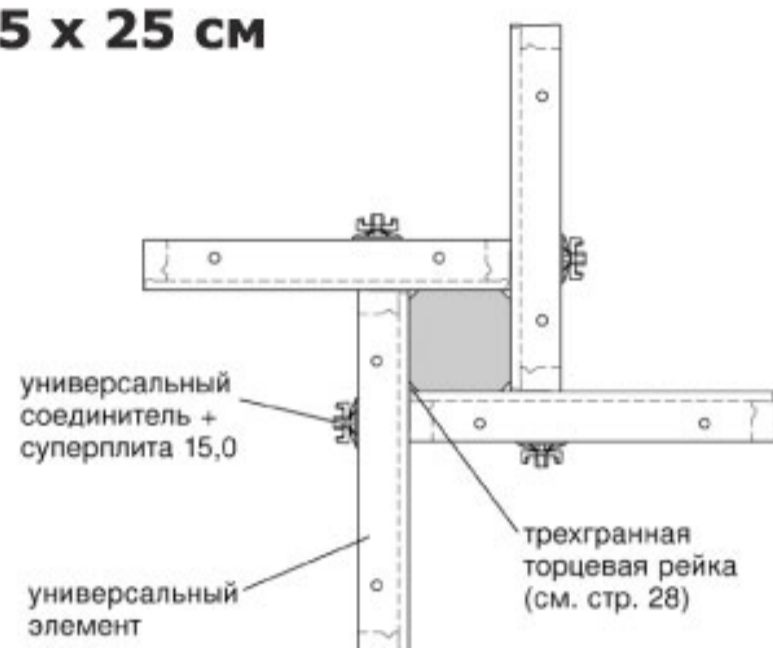 5 x 25 см
универсальный
соединитель +
суперплита 15,0
трехгранная
торцевая рейка
(см. стр. 28)
универсальный
элемент